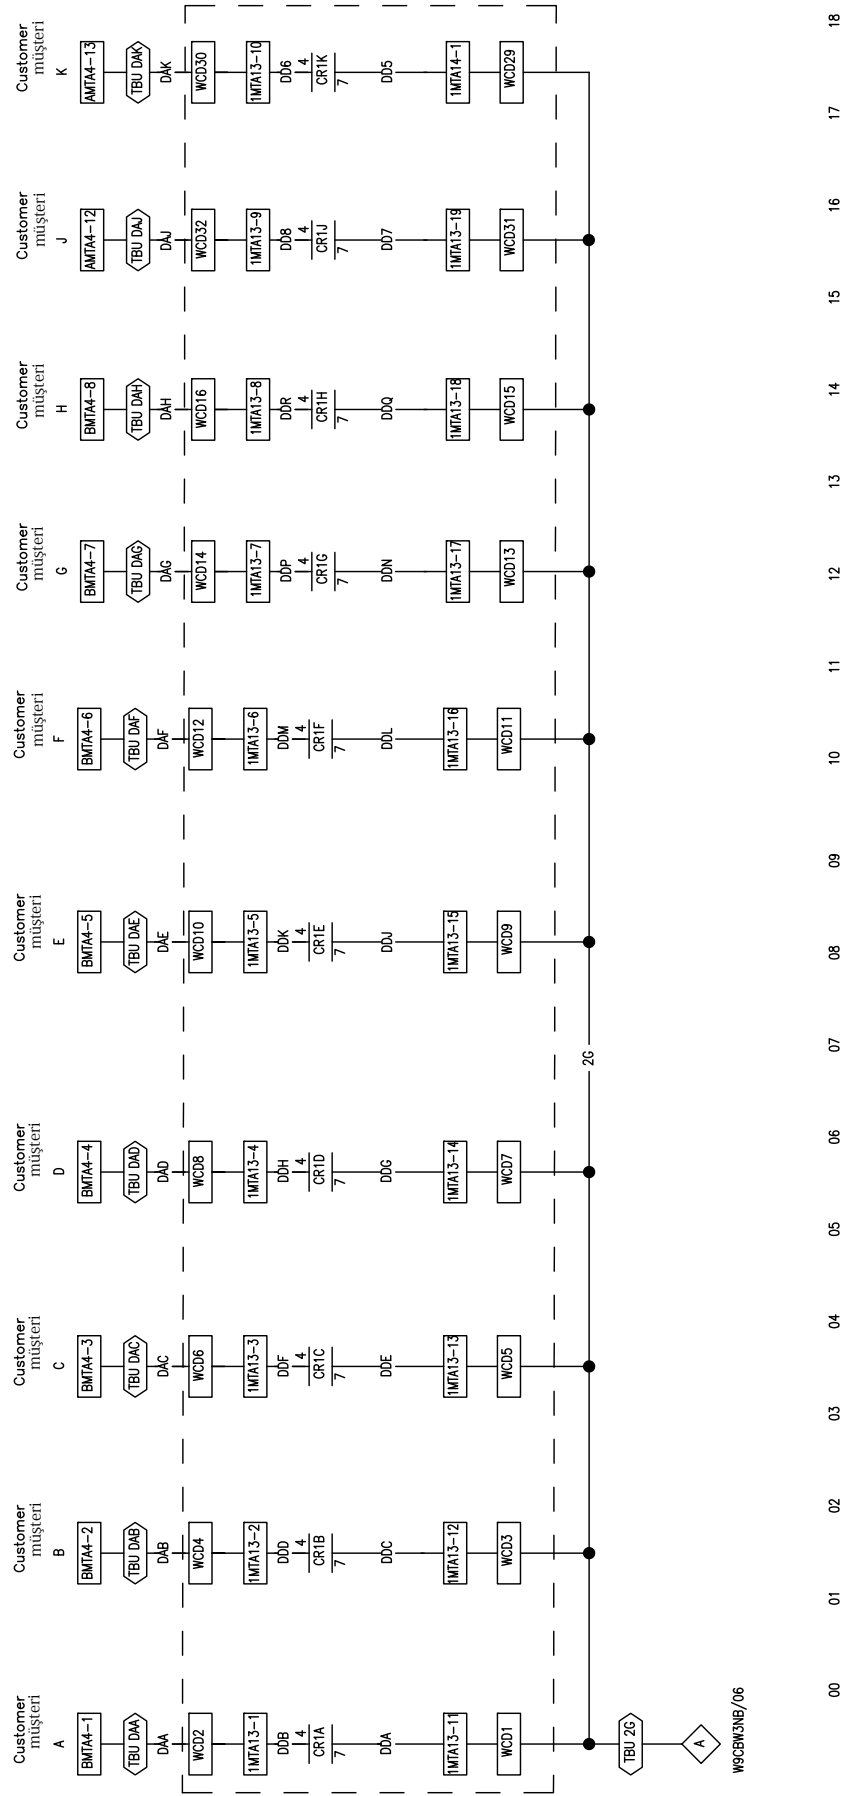 Customer
müşteri
A
BMTA4-1
TBU DAA
DAA
WCD2
1MTA13-1
DDB
4
CR1A
7
DDA
1MTA13-11
WCD1
Customer
müşteri
B
BMTA4-2
TBU DAB
DAB
WCD4
1MTA13-2
DDD
4
CR1B
7
DDC
1MTA13-12
WCD3
Customer
müşteri
C
BMTA4-3
TBU DAC
DAC
WCD6
1MTA13-3
DDF
4
CR1C
7
DDE
1MTA13-13
WCD5
Customer
müşteri
D
BMTA4-4
TBU DAD
DAD
WCD8
1MTA13-4
DDH
4
CR1D
7
DDG
1MTA13-14
WCD7
Customer
müşteri
E
BMTA4-5
TBU DAE
DAE
WCD10
1MTA13-5
DDK
4
CR1E
7
DDJ
1MTA13-15
WCD9
Customer
müşteri
F
BMTA4-6
TBU DAF
DAF
WCD12
1MTA13-6
DDM
4
CR1F
7
DDL
1MTA13-16
WCD11
Customer
müşteri
G
BMTA4-7
TBU DAG
DAG
WCD14
1MTA13-7
DDP
4
CR1G
7
DDN
1MTA13-17
WCD13
Customer
müşteri
H
BMTA4-8
TBU DAH
DAH
WCD16
1MTA13-8
DDR
4
CR1H
7
DDQ
1MTA13-18
WCD15
Customer
müşteri
J
AMTA4-12
TBU DAJ
DAJ
WCD32
1MTA13-9
DD8
4
CR1J
7
DD7
1MTA13-19
WCD31
Customer
müşteri
K
AMTA4-13
TBU DAK
DAK
WCD30
1MTA13-10
DD6
4
CR1K
7
DD5
1MTA14-1
WCD29
2G
TBU 2G
A
W9CBW3NB/06
00
01
02
03
04
05
06
07
08
09
10
11
12
13
14
15
16
17
18